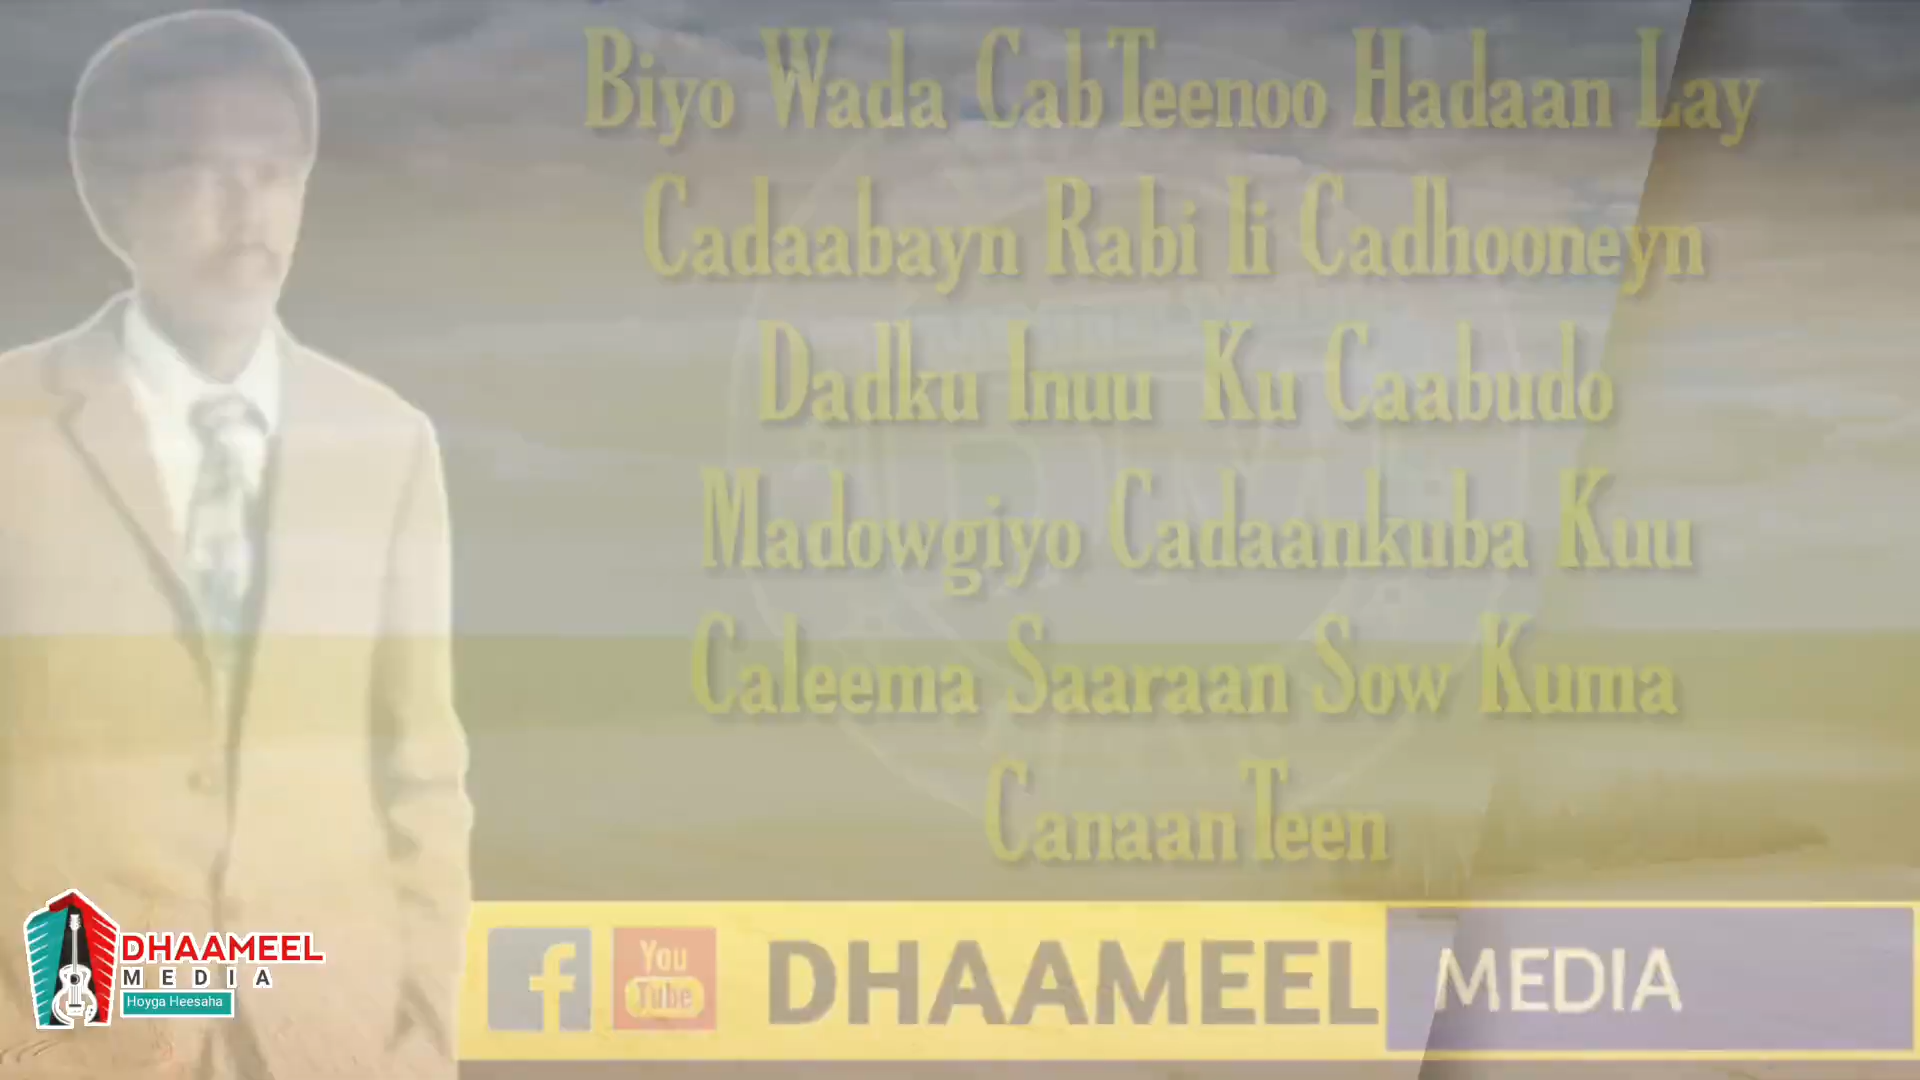 Biyo Wada CabTeenoo Hadaan Lay
Cadaabayn Rabi Ii Cadhooneyn
Dadku Inuu Ku Caabudo
Madowgiyo Cadaankuba Kuu
Caleema Saaraan Sow Kuma
CanaanTeen
DHAAMEEL
MEDIA
Hoyga Heesaha
f
You
Tube
DHAAMEEL MEDIA